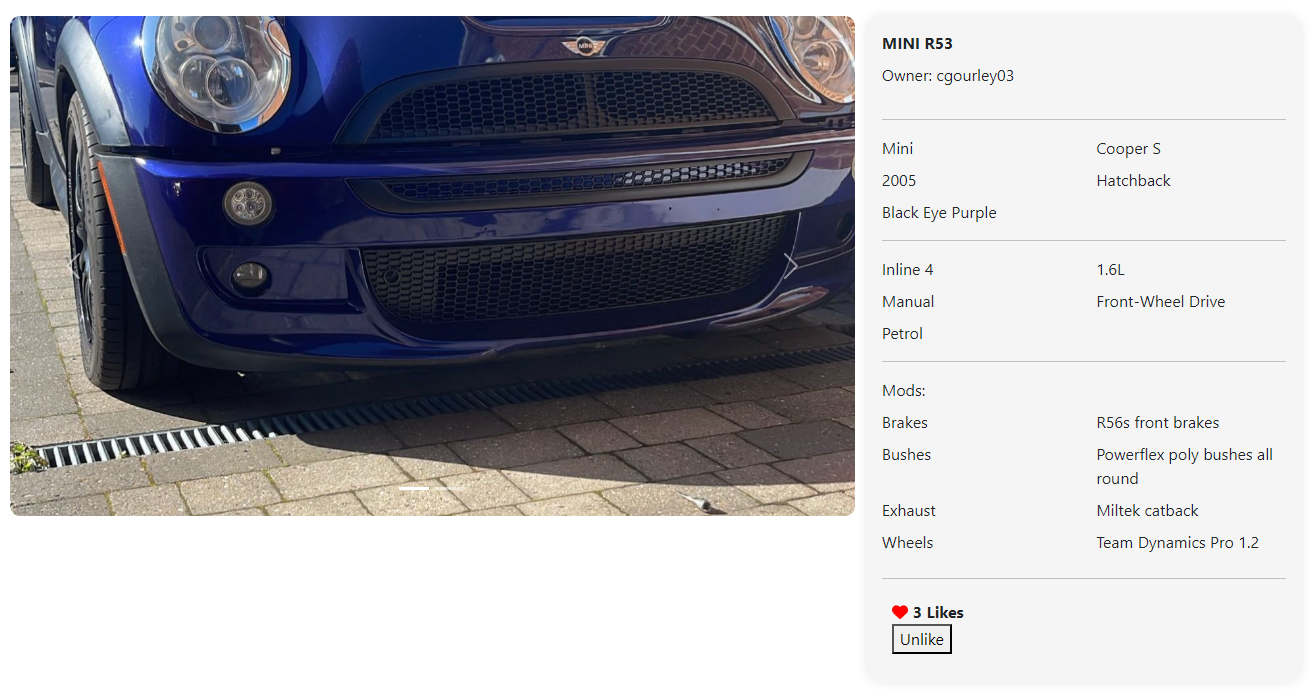 MINI
MINI R53
Owner: cgourley03
Mini
Cooper S
2005
Hatchback
Black Eye Purple
Inline 4
1.6L
Manual
Front-Wheel Drive
Petrol
Mods:
Brakes
R56s front brakes
Bushes
Powerflex poly bushes all
round
Exhaust
Miltek catback
Wheels
Team Dynamics Pro 1.2
3 Likes
Unlike